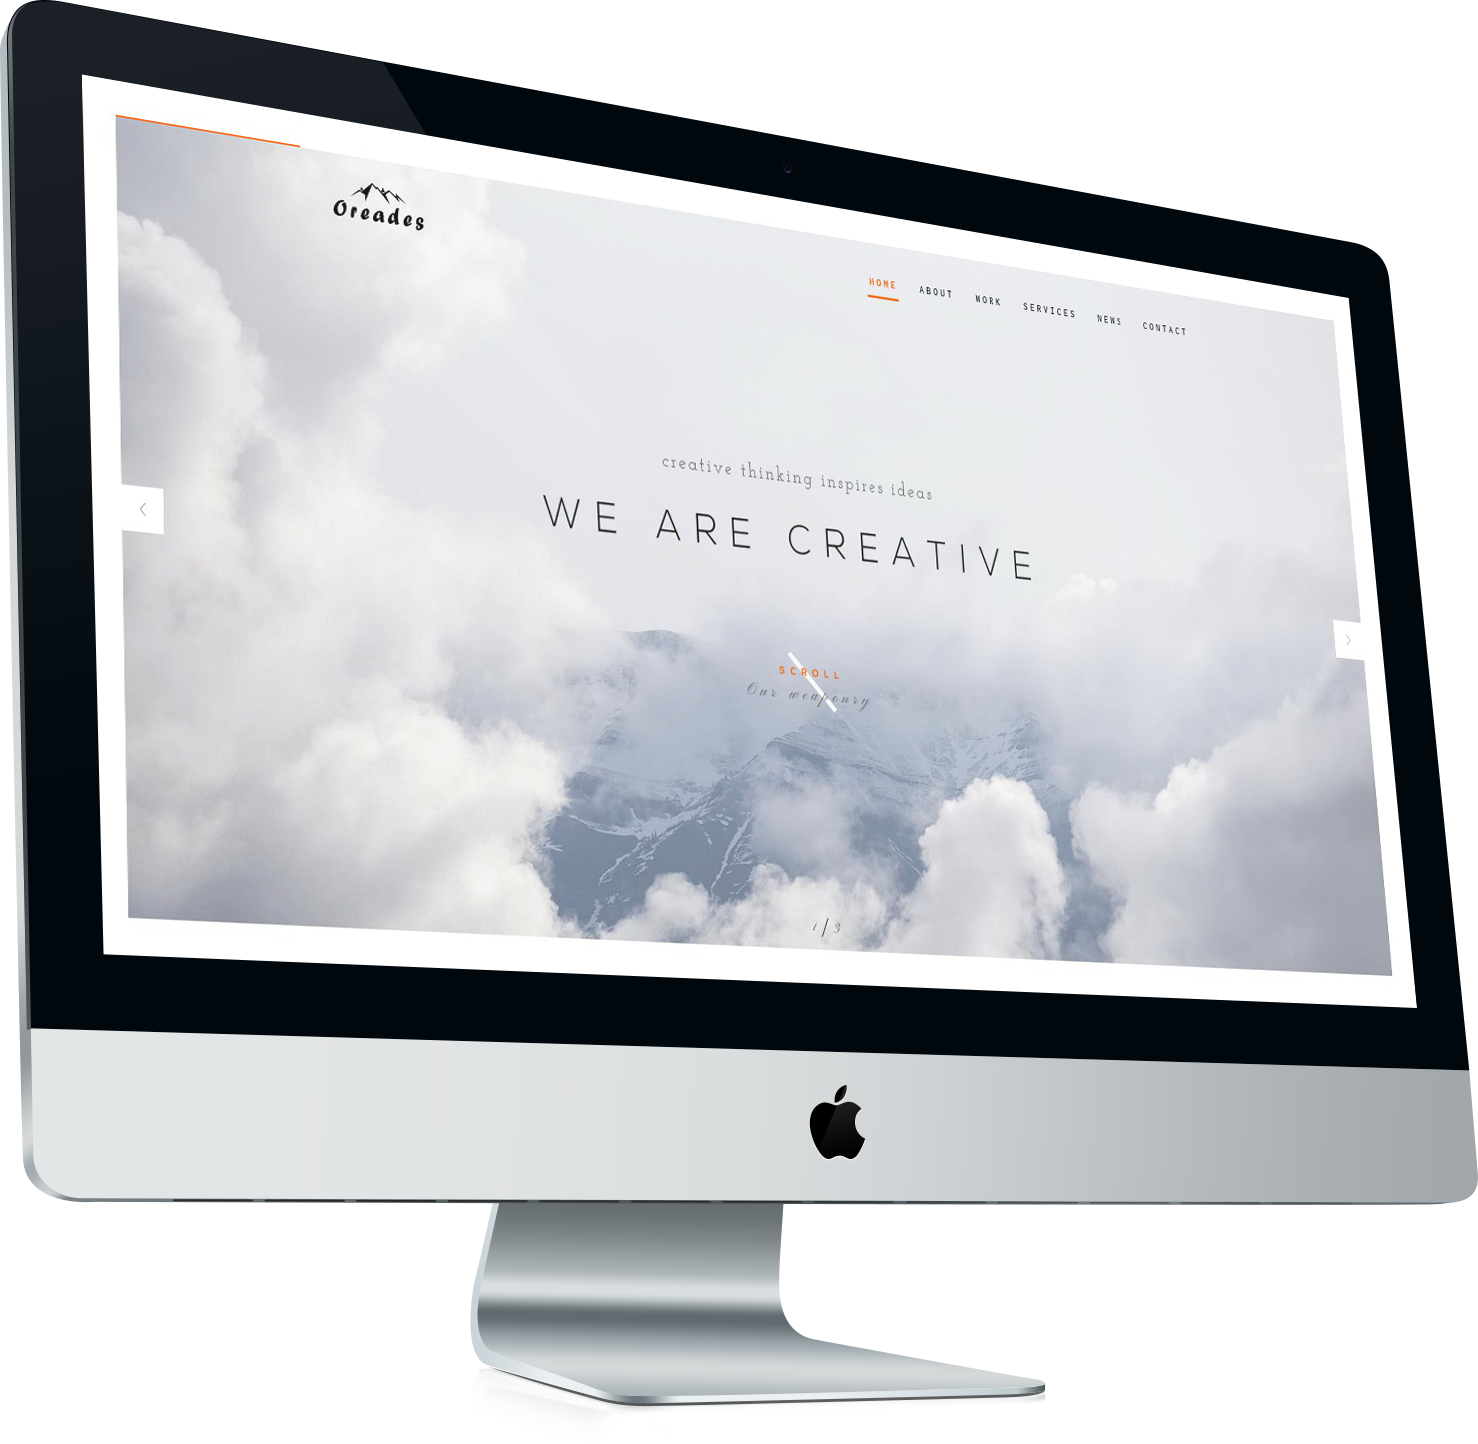 Oreades
HOME ABOUT WORK SERVICES NEWS CONTACT
creative thinking inspires ideas
WE ARE CREATIVE
SCROLL
Our weaponry
1/3